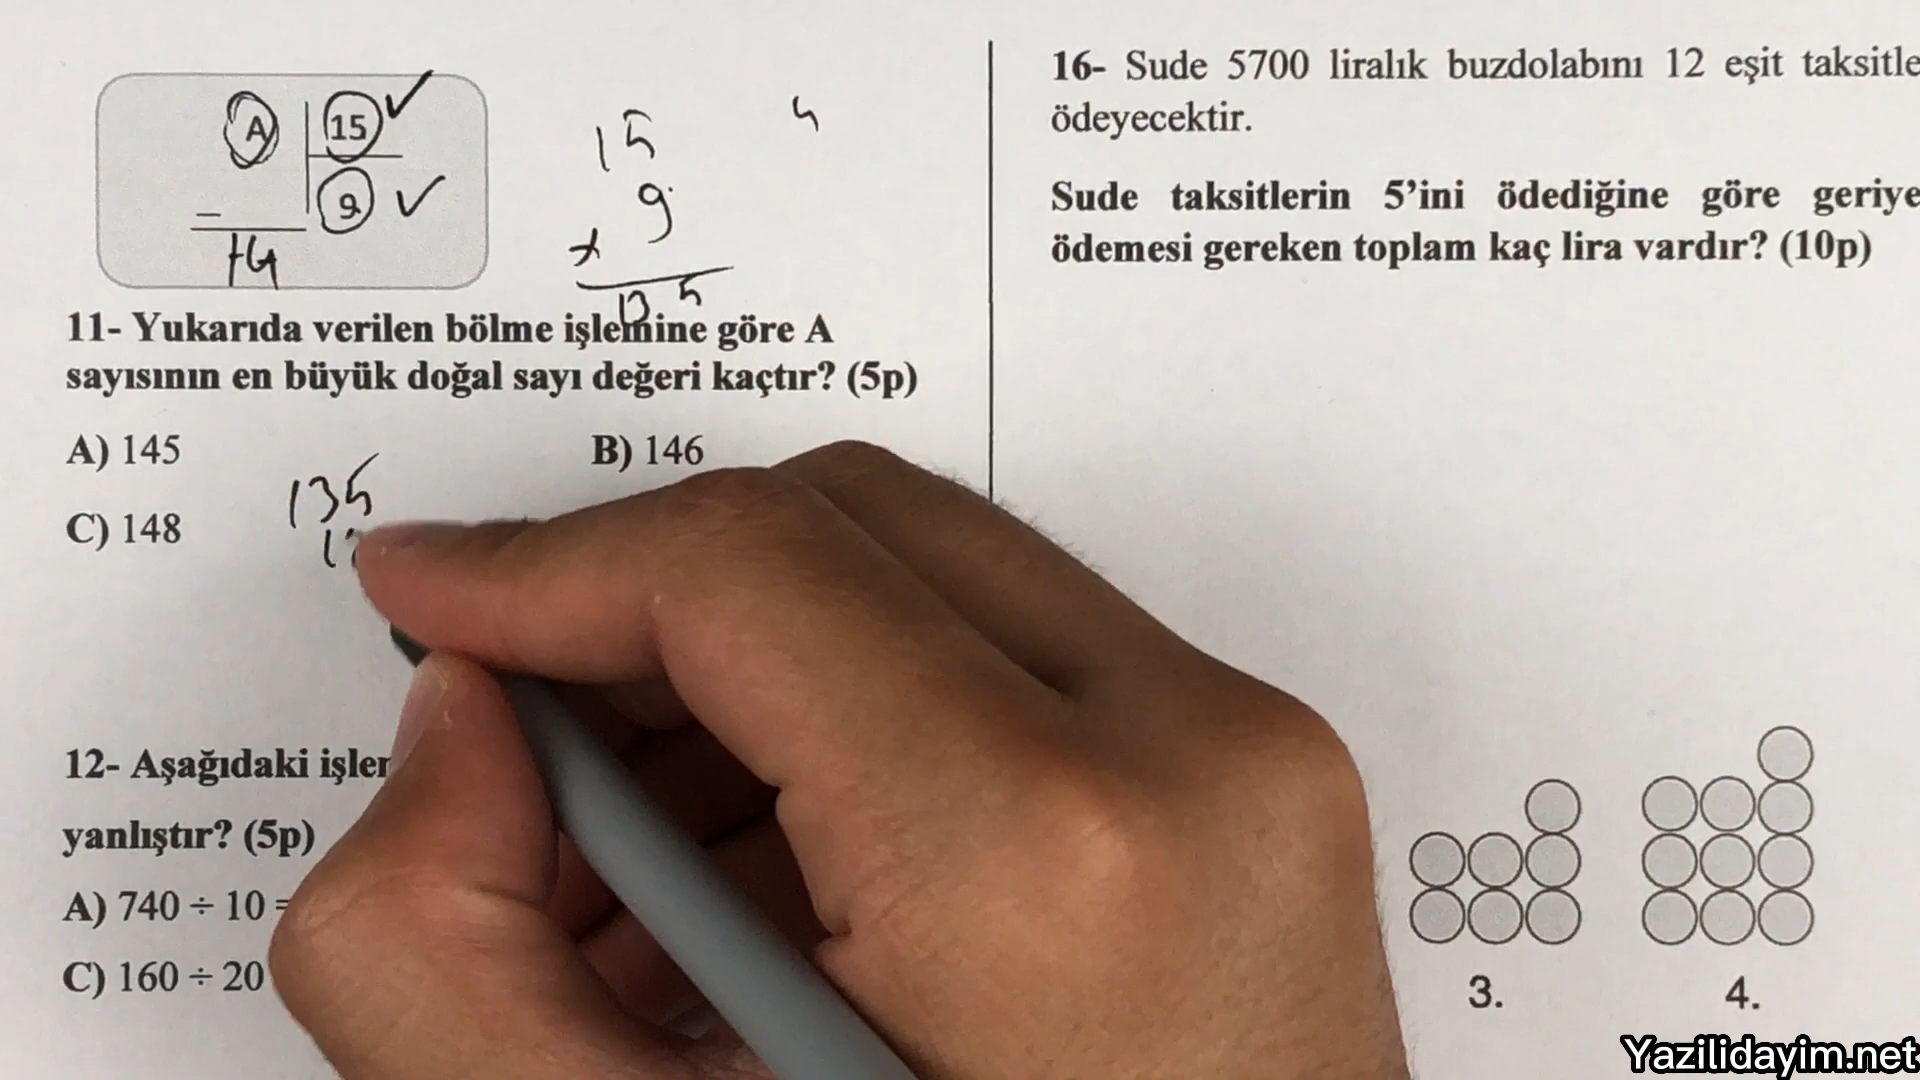 A 15
9
14
15
9
x
135
11- Yukarıda verilen bölme işlemine göre A
sayısının en büyük doğal sayı değeri kaçtır? (5p)
A) 145
B) 146
C) 148
135
12- Aşağıdaki
yanlıştır? (5p)
A) 740 ÷ 10 =
C) 160 ÷ 20
16- Sude 5700 liralık buzdolabını 12 eşit taksitle
ödeyecektir.
Sude taksitlerin 5’ini ödediğine göre geriye
ödemesi gereken toplam kaç lira vardır? (10p)
3.
4.
Yazilidayim.net